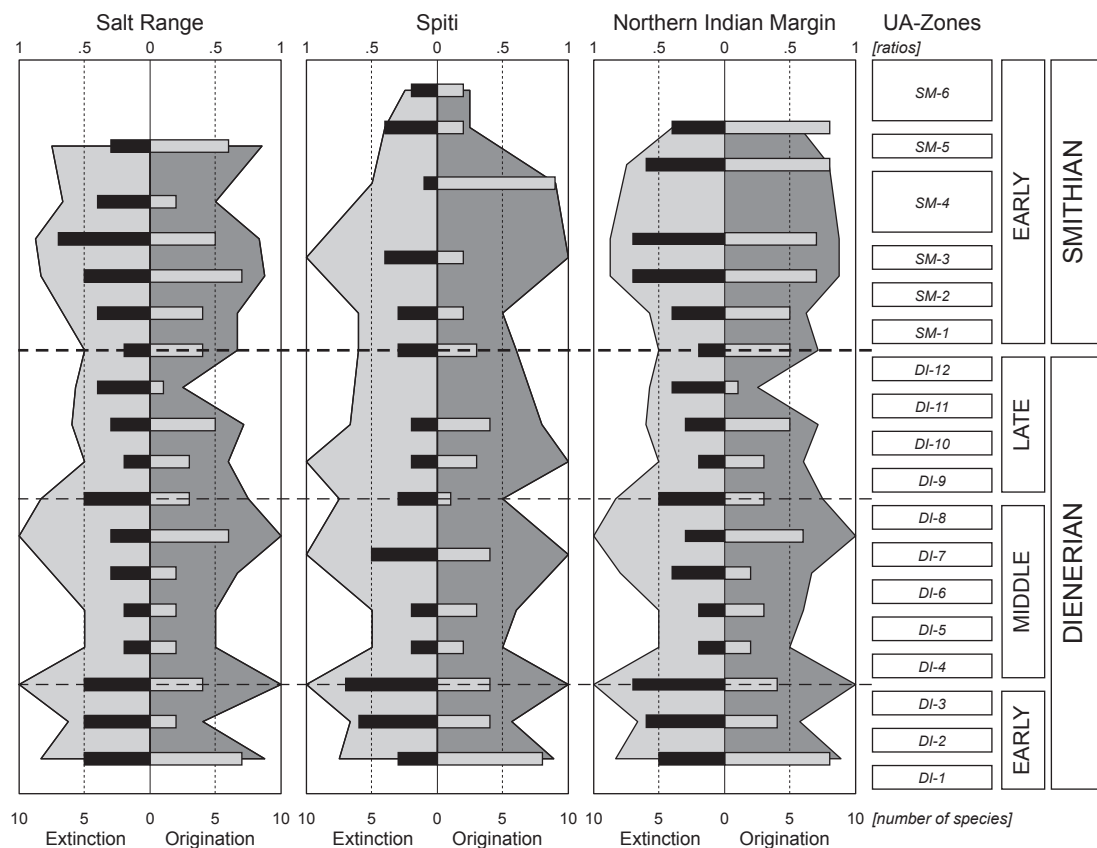 Salt Range Spiti Northern Indian Margin UA-Zones
1 .5 0 .5 1 1 .5 0 .5 1 1 .5 0 .5 1 [ratios]
SM-6
SM-5
SM-4
SM-3
SM-2
SM-1
DI-12
DI-11
DI-10
DI-9
DI-8
DI-7
DI-6
DI-5
DI-4
DI-3
DI-2
DI-1
EARLY
LATE
MIDDLE
EARLY
SMITHIAN
DIENERIAN
10 5 0 5 10 10 5 0 5 10 10 5 0 5 10 [number of species]
Extinction Origination Extinction Origination Extinction Origination